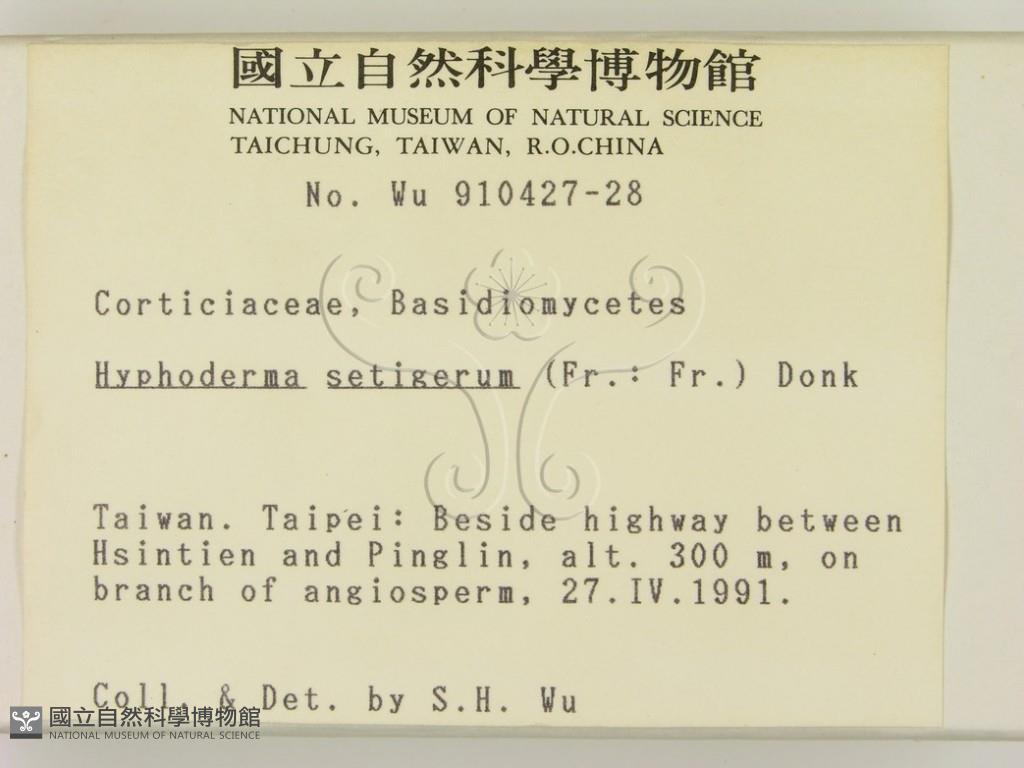 國立自然科學博物館
NATIONAL MUSEUM OF NATURAL SCIENCE
TAICHUNG, TAIWAN, R.O.CHINA
No. Wu 910427-28
Corticiaceae, Basidiomycetes
Hyphoderma setigerum (Fr.: Fr.) Donk
Taiwan. Taipei: Beside highway between
Hsintien and Pinglin, alt. 300 m, on
branch of angiosperm, 27.IV.1991.
Coll. & Det. by S.H. Wu
國立自然科學博物館
NATIONAL MUSEUM OF NATURAL SCIENCE